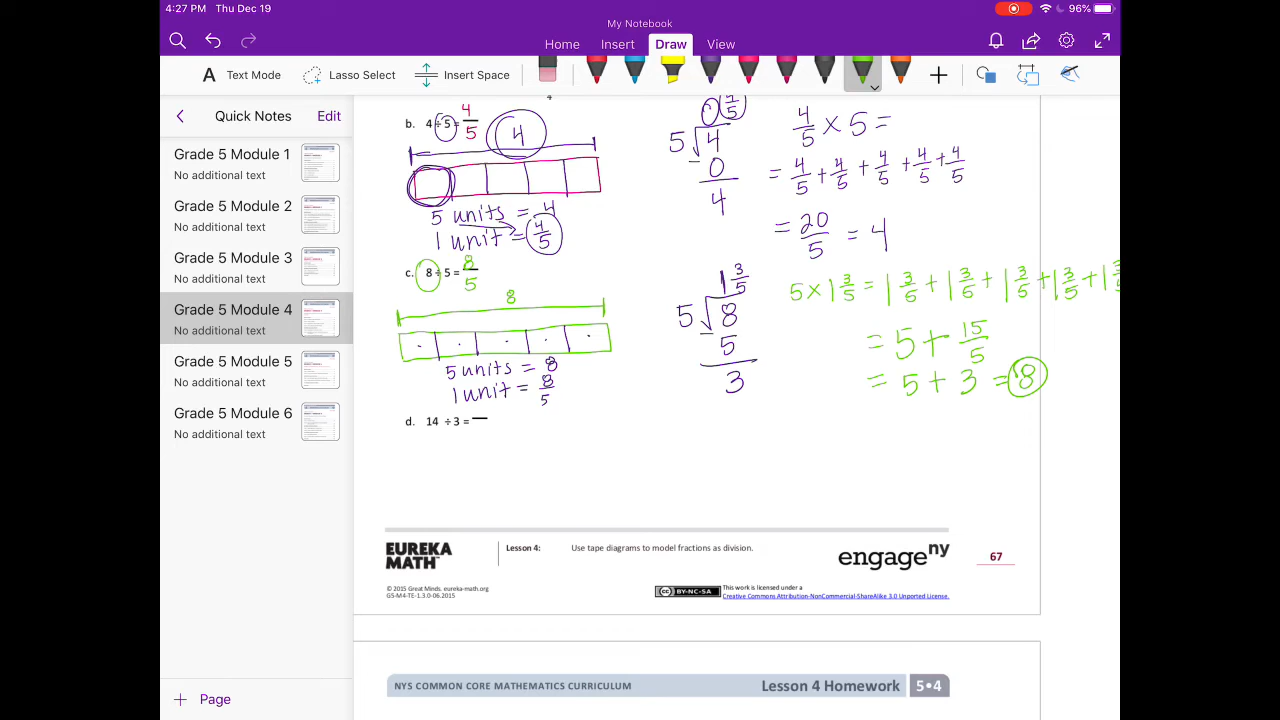 4:27 PM Thu Dec 19
96%
My Notebook
Home Insert Draw View
A Text Mode Lasso Select Insert Space
Quick Notes Edit
Grade 5 Module 1
No additional text
Grade 5 Module 2
No additional text
Grade 5 Module 3
No additional text
Grade 5 Module 4
No additional text
Grade 5 Module 5
No additional text
Grade 6 Module 6
No additional text
+ Page
b. 4 ÷ 5 = 4/5
4
5 units = 4
1 unit = 4/5
0 4/5
5 √4
- 0
4
4/5 × 5 =
= 4/5 + 4/5 + 4/5 + 4/5 + 4/5
= 20/5 = 4
c. 8 ÷ 5 = 8/5
8
5 units = 8
1 unit = 8/5
1 3/5
5 √8
- 5
3
5 × 1 3/5 = 1 3/5 + 1 3/5 + 1 3/5 + 1 3/5 + 1 3/5
= 5 + 15/5
= 5 + 3 = 8
d. 14 ÷ 3 = __
EUREKA MATH
Lesson 4: Use tape diagrams to model fractions as division.
engage ny
67
© 2015 Great Minds. eureka-math.org
G5-M4-TE-1.3.0-06.2015
CC BY-NC-SA
This work is licensed under a
Creative Commons Attribution-NonCommercial-ShareAlike 3.0 Unported License.
NYS COMMON CORE MATHEMATICS CURRICULUM Lesson 4 Homework 5•4